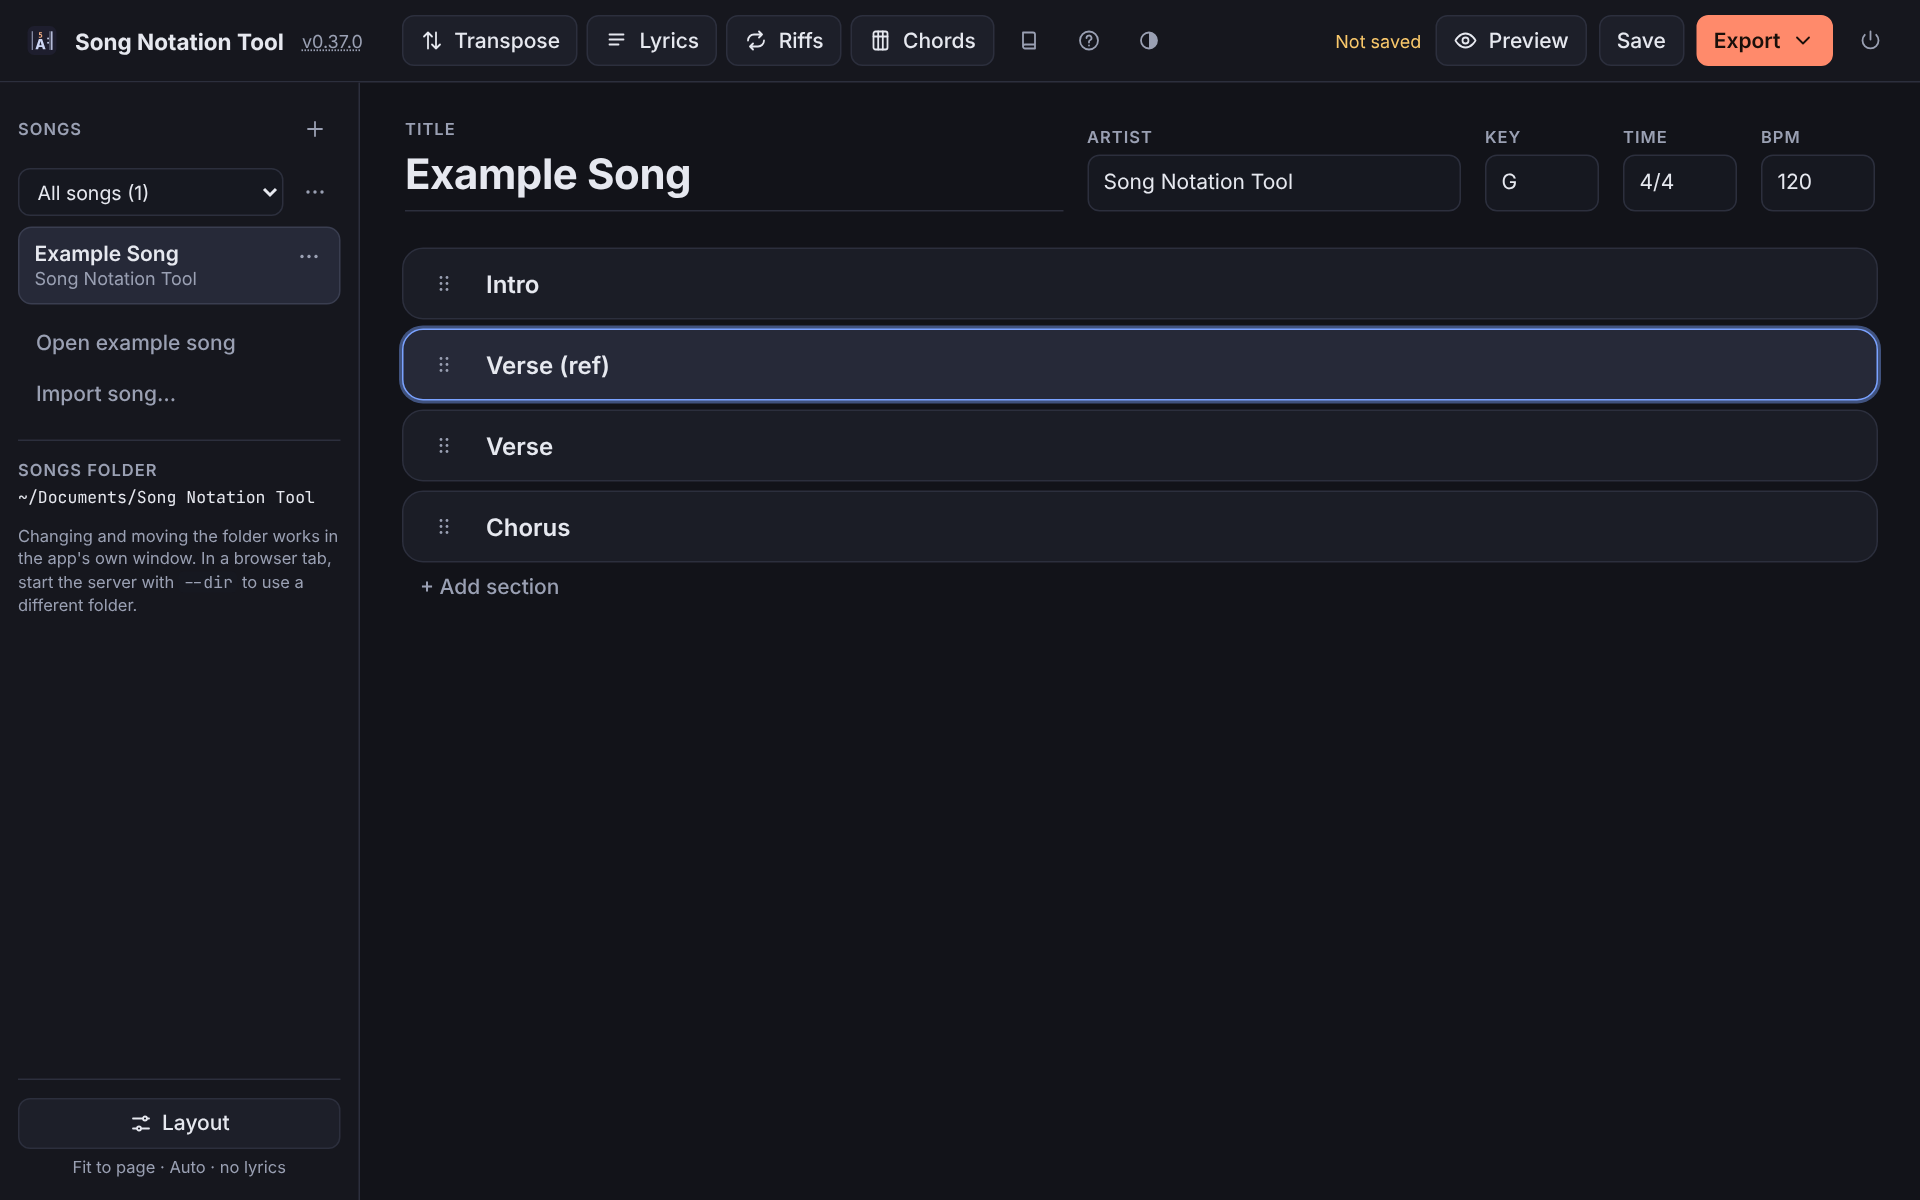 Song Notation Tool v0.37.0 Transpose Lyrics Riffs Chords Not saved Preview Save Export
SONGS
All songs (1)
Example Song
Song Notation Tool
Open example song
Import song...
SONGS FOLDER
~/Documents/Song Notation Tool
Changing and moving the folder works in
the app's own window. In a browser tab,
start the server with --dir to use a
different folder.
Layout
Fit to page · Auto · no lyrics
TITLE
Example Song
ARTIST
Song Notation Tool
KEY
G
TIME
4/4
BPM
120
Intro
Verse (ref)
Verse
Chorus
+ Add section